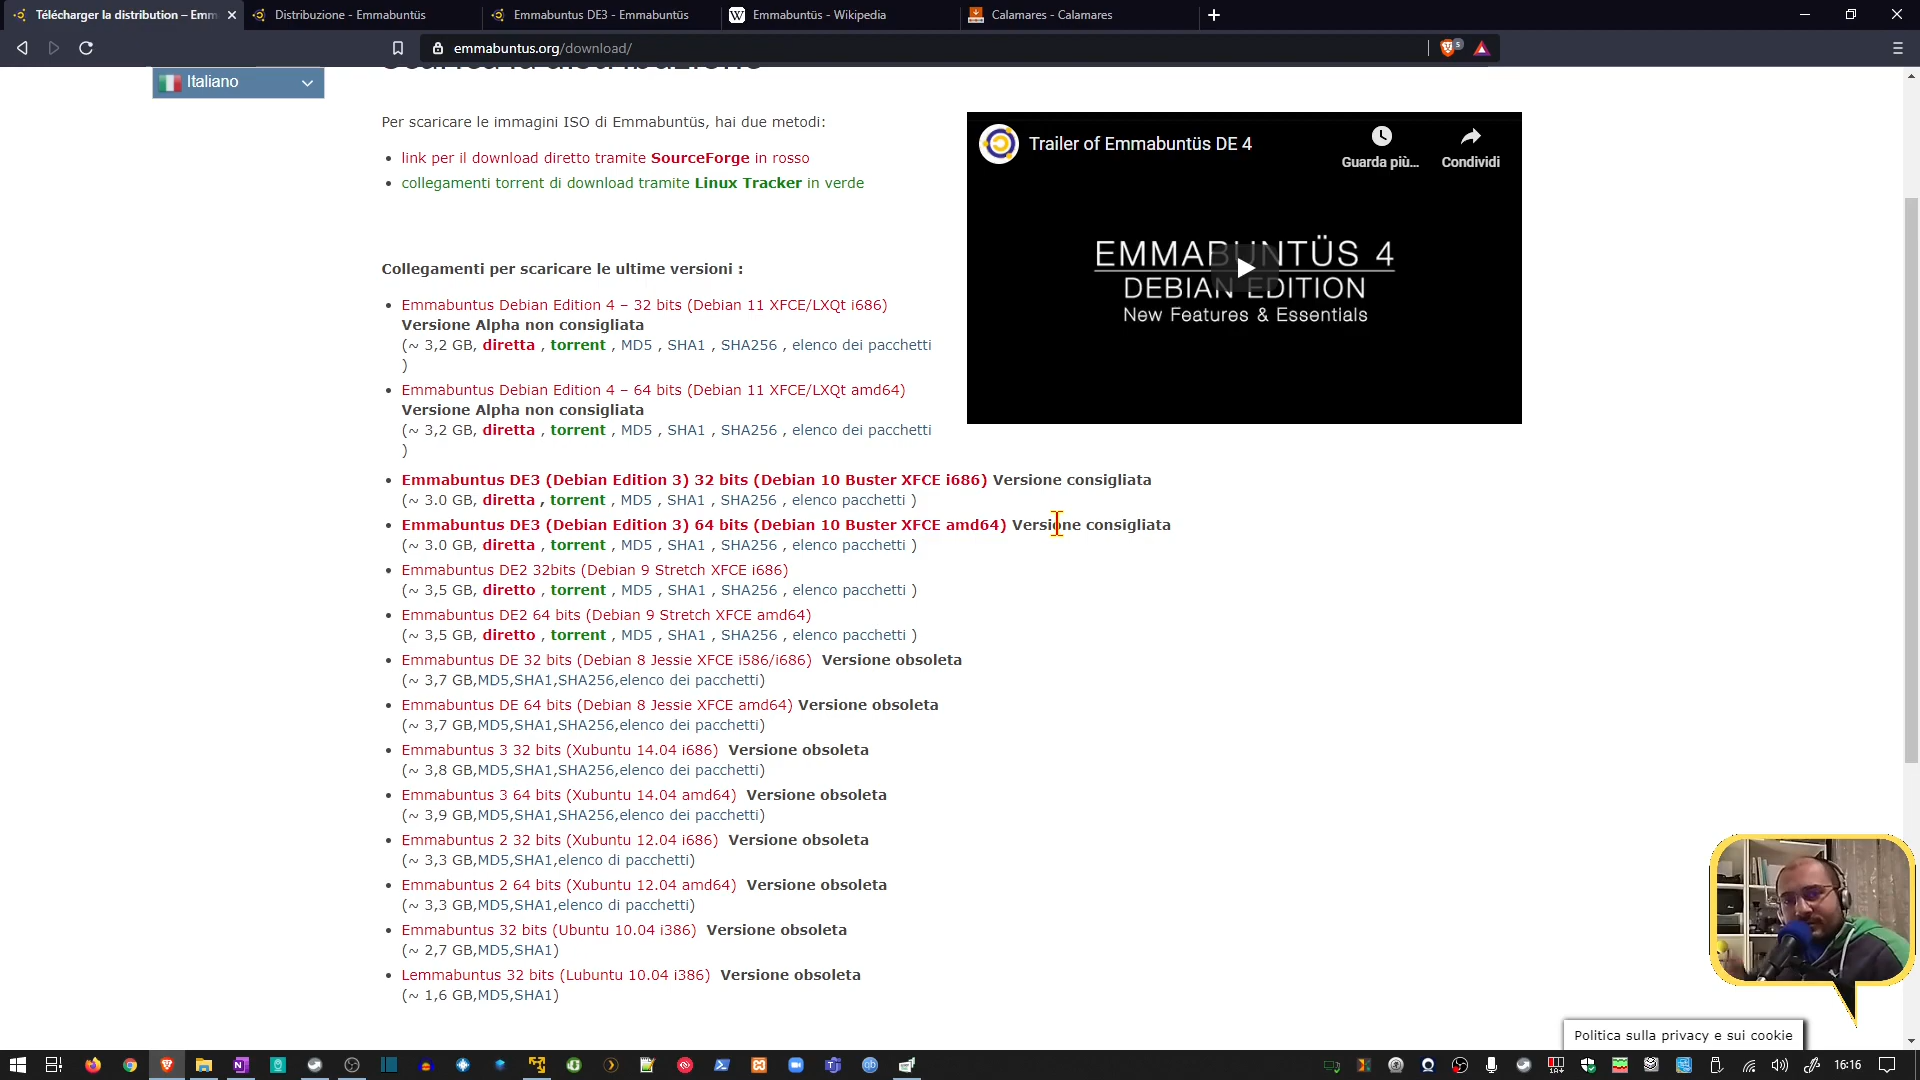 Télécharger la distribution – Emm
Distribuzione - Emmabuntüs
Emmabuntus DE3 - Emmabuntüs
Emmabuntüs - Wikipedia
Calamares - Calamares
emmabuntus.org/download/
Italiano
Per scaricare le immagini ISO di Emmabuntüs, hai due metodi:
link per il download diretto tramite SourceForge in rosso
collegamenti torrent di download tramite Linux Tracker in verde
Trailer of Emmabuntüs DE 4
Guarda più...
Condividi
EMMABUNTÜS 4
DEBIAN EDITION
New Features & Essentials
Collegamenti per scaricare le ultime versioni :
Emmabuntus Debian Edition 4 – 32 bits (Debian 11 XFCE/LXQt i686)
Versione Alpha non consigliata
(~ 3,2 GB, diretta , torrent , MD5 , SHA1 , SHA256 , elenco dei pacchetti
)
Emmabuntus Debian Edition 4 – 64 bits (Debian 11 XFCE/LXQt amd64)
Versione Alpha non consigliata
(~ 3,2 GB, diretta , torrent , MD5 , SHA1 , SHA256 , elenco dei pacchetti
)
Emmabuntus DE3 (Debian Edition 3) 32 bits (Debian 10 Buster XFCE i686) Versione consigliata
(~ 3.0 GB, diretta , torrent , MD5 , SHA1 , SHA256 , elenco pacchetti )
Emmabuntus DE3 (Debian Edition 3) 64 bits (Debian 10 Buster XFCE amd64) Versione consigliata
(~ 3.0 GB, diretta , torrent , MD5 , SHA1 , SHA256 , elenco pacchetti )
Emmabuntus DE2 32bits (Debian 9 Stretch XFCE i686)
(~ 3,5 GB, diretto , torrent , MD5 , SHA1 , SHA256 , elenco pacchetti )
Emmabuntus DE2 64 bits (Debian 9 Stretch XFCE amd64)
(~ 3,5 GB, diretto , torrent , MD5 , SHA1 , SHA256 , elenco pacchetti )
Emmabuntus DE 32 bits (Debian 8 Jessie XFCE i586/i686) Versione obsoleta
(~ 3,7 GB,MD5,SHA1,SHA256,elenco dei pacchetti)
Emmabuntus DE 64 bits (Debian 8 Jessie XFCE amd64) Versione obsoleta
(~ 3,7 GB,MD5,SHA1,SHA256,elenco dei pacchetti)
Emmabuntus 3 32 bits (Xubuntu 14.04 i686) Versione obsoleta
(~ 3,8 GB,MD5,SHA1,SHA256,elenco dei pacchetti)
Emmabuntus 3 64 bits (Xubuntu 14.04 amd64) Versione obsoleta
(~ 3,9 GB,MD5,SHA1,SHA256,elenco dei pacchetti)
Emmabuntus 2 32 bits (Xubuntu 12.04 i686) Versione obsoleta
(~ 3,3 GB,MD5,SHA1,elenco di pacchetti)
Emmabuntus 2 64 bits (Xubuntu 12.04 amd64) Versione obsoleta
(~ 3,3 GB,MD5,SHA1,elenco di pacchetti)
Emmabuntus 32 bits (Ubuntu 10.04 i386) Versione obsoleta
(~ 2,7 GB,MD5,SHA1)
Lemmabuntus 32 bits (Lubuntu 10.04 i386) Versione obsoleta
(~ 1,6 GB,MD5,SHA1)
Politica sulla privacy e sui cookie
16:16